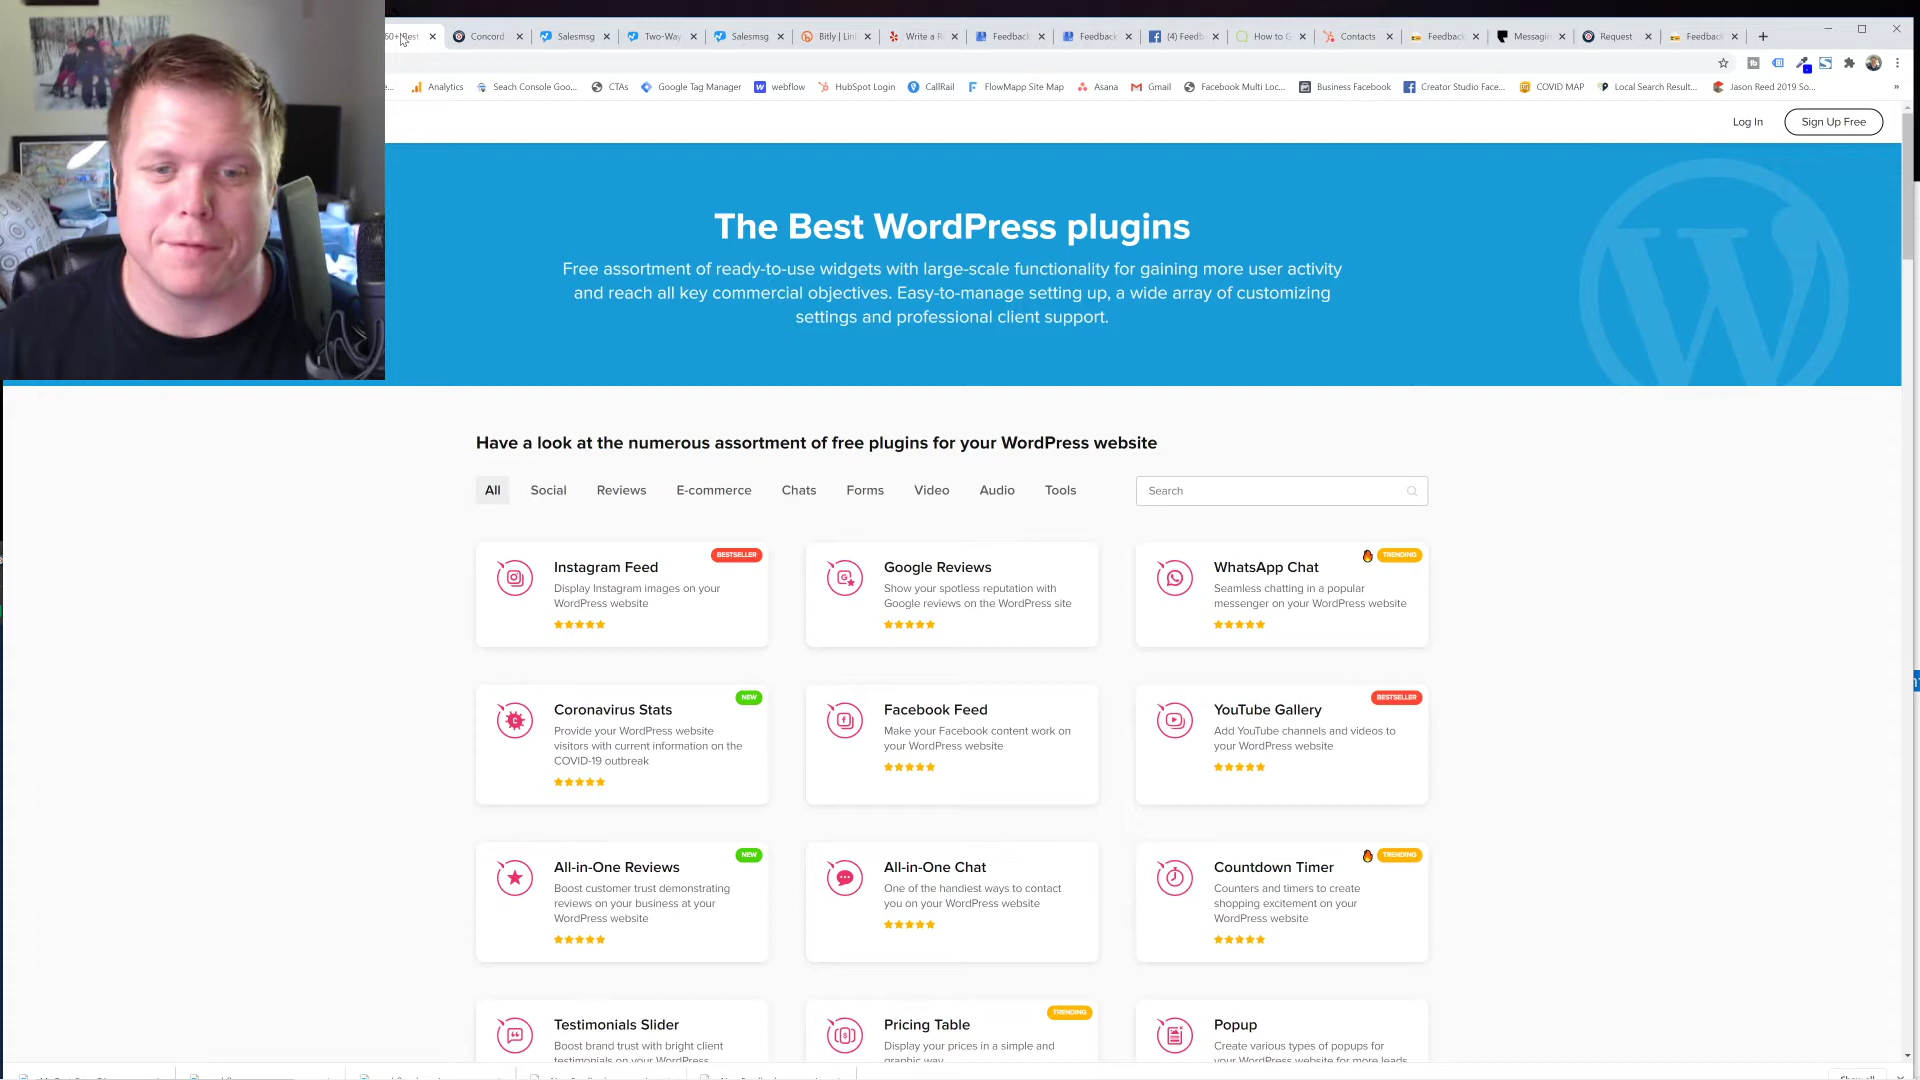 Concord
Salesmsg
Two-Way
Salesmsg
Bitly | Lin
Write a R
Feedback
Feedback
(4) Feedb
How to G
Contacts
Feedback
Messagin
Request
Feedback
Analytics
Seach Console Goo...
CTAs
Google Tag Manager
webflow
HubSpot Login
CallRail
FlowMapp Site Map
Asana
Gmail
Facebook Multi Loc...
Business Facebook
Creator Studio Face...
COVID MAP
Local Search Result...
Jason Reed 2019 So...
Log In
Sign Up Free
The Best WordPress plugins
Free assortment of ready-to-use widgets with large-scale functionality for gaining more user activity
and reach all key commercial objectives. Easy-to-manage setting up, a wide array of customizing
settings and professional client support.
Have a look at the numerous assortment of free plugins for your WordPress website
All
Social
Reviews
E-commerce
Chats
Forms
Video
Audio
Tools
Search
BESTSELLER
Instagram Feed
Display Instagram images on your
WordPress website
Google Reviews
Show your spotless reputation with
Google reviews on the WordPress site
TRENDING
WhatsApp Chat
Seamless chatting in a popular
messenger on your WordPress website
NEW
Coronavirus Stats
Provide your WordPress website
visitors with current information on the
COVID-19 outbreak
Facebook Feed
Make your Facebook content work on
your WordPress website
BESTSELLER
YouTube Gallery
Add YouTube channels and videos to
your WordPress website
NEW
All-in-One Reviews
Boost customer trust demonstrating
reviews on your business at your
WordPress website
All-in-One Chat
One of the handiest ways to contact
you on your WordPress website
TRENDING
Countdown Timer
Counters and timers to create
shopping excitement on your
WordPress website
Testimonials Slider
Boost brand trust with bright client
testimonials on your WordPress
TRENDING
Pricing Table
Display your prices in a simple and
graphic way
Popup
Create various types of popups for
your WordPress website for more leads